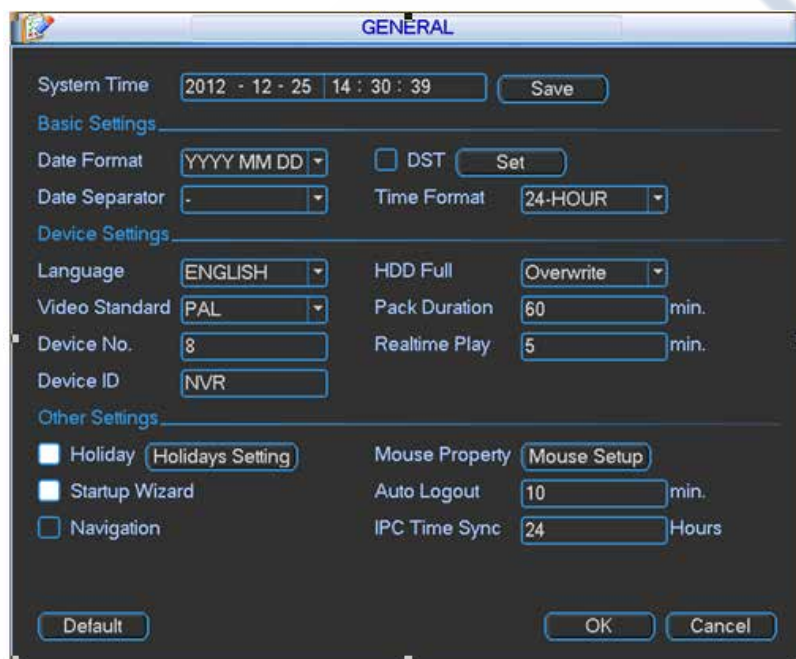 GENERAL
System Time 2012 - 12 - 25 14 : 30 : 39 Save
Basic Settings
Date Format YYYY MM DD DST Set
Date Separator - Time Format 24-HOUR
Device Settings
Language ENGLISH HDD Full Overwrite
Video Standard PAL Pack Duration 60 min.
Device No. 8 Realtime Play 5 min.
Device ID NVR
Other Settings
Holiday Holidays Setting Mouse Property Mouse Setup
Startup Wizard Auto Logout 10 min.
Navigation IPC Time Sync 24 Hours
Default OK Cancel